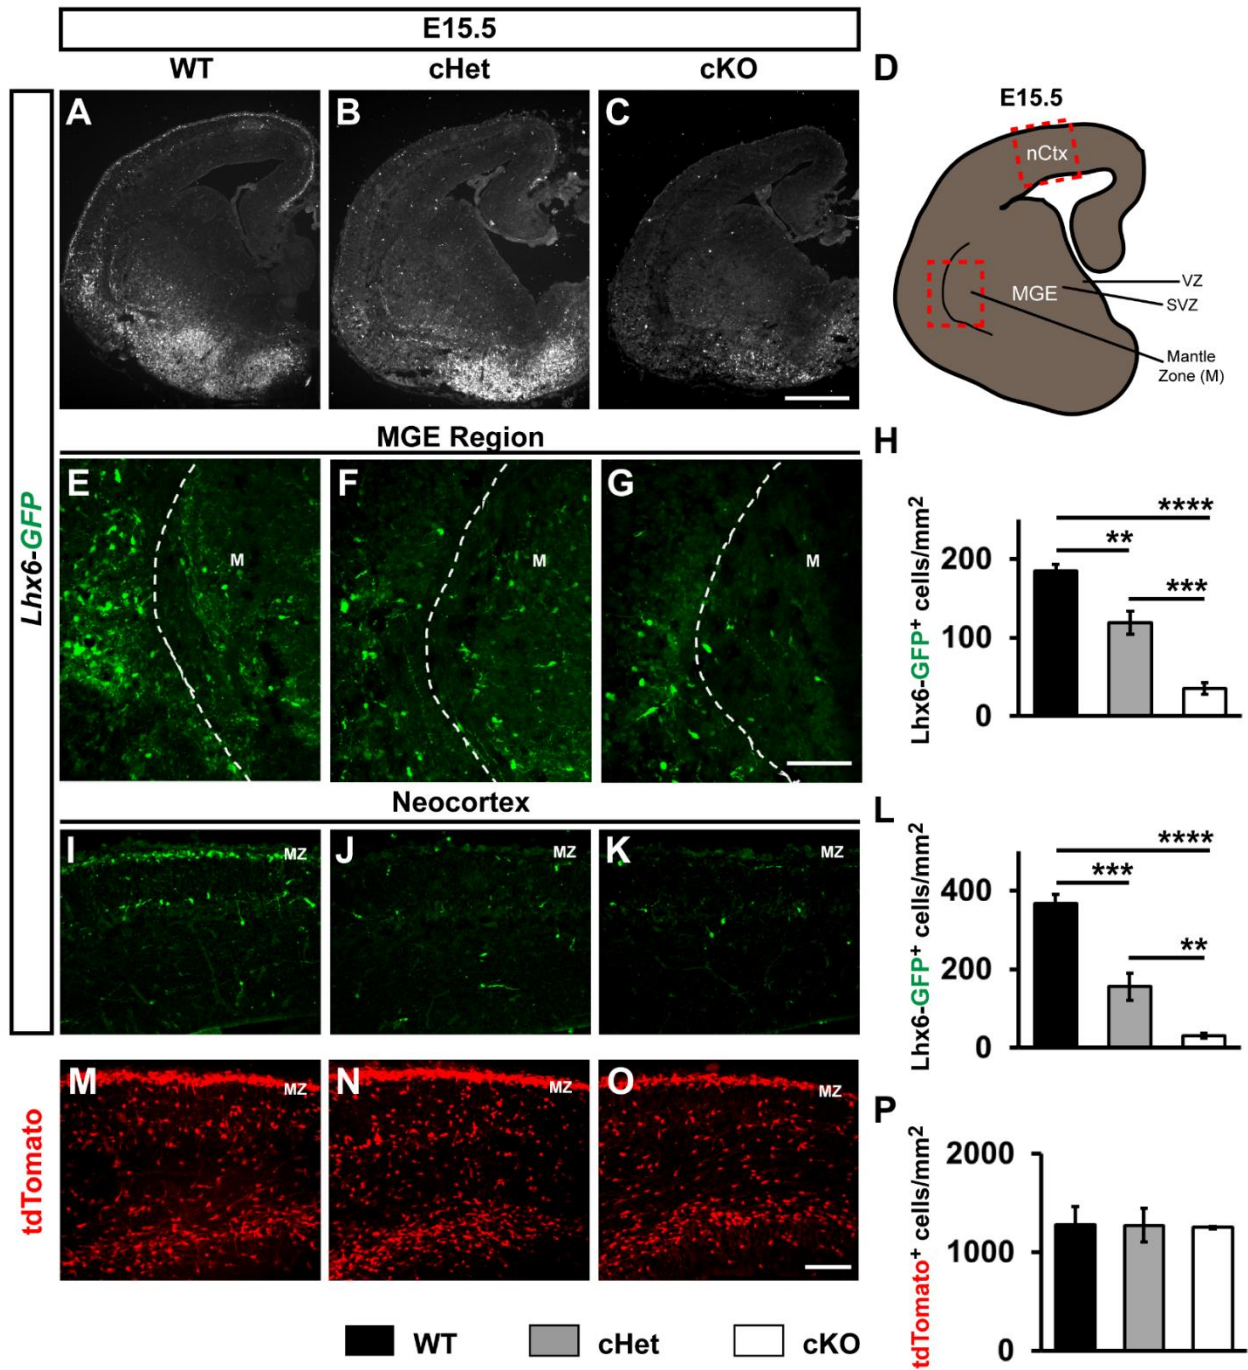 E15.5
WT cHet cKO
Lhx6-GFP
A B C
D
E15.5
nCtx
MGE
VZ
SVZ
Mantle
Zone (M)
MGE Region
E M
F M
G M
H
Lhx6-GFP⁺ cells/mm²
200
100
0
**
***
****
Neocortex
I MZ
J MZ
K MZ
L
Lhx6-GFP⁺ cells/mm²
400
200
0
***
**
****
tdTomato
M MZ
N MZ
O MZ
P
tdTomato⁺ cells/mm²
2000
1000
0
WT cHet cKO